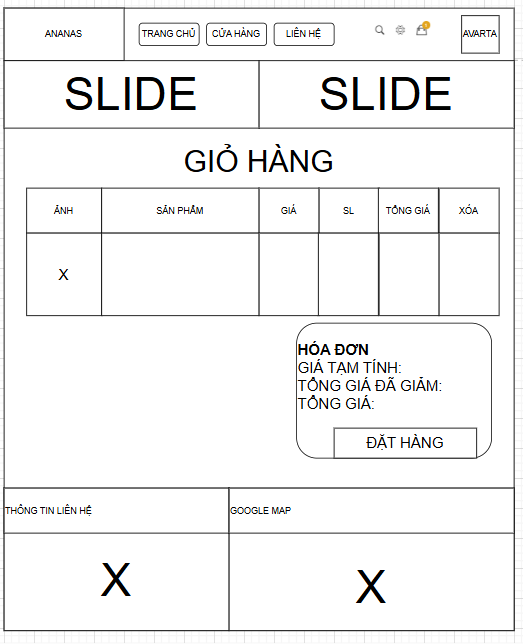 ANANAS
TRANG CHỦ
CỬA HÀNG
LIÊN HỆ
AVARTA
SLIDE
SLIDE
GIỎ HÀNG
ẢNH
SẢN PHẨM
GIÁ
SL
TỔNG GIÁ
XÓA
X
HÓA ĐƠN
GIÁ TẠM TÍNH:
TỔNG GIÁ ĐÃ GIẢM:
TỔNG GIÁ:
ĐẶT HÀNG
THÔNG TIN LIÊN HỆ
GOOGLE MAP
X
X